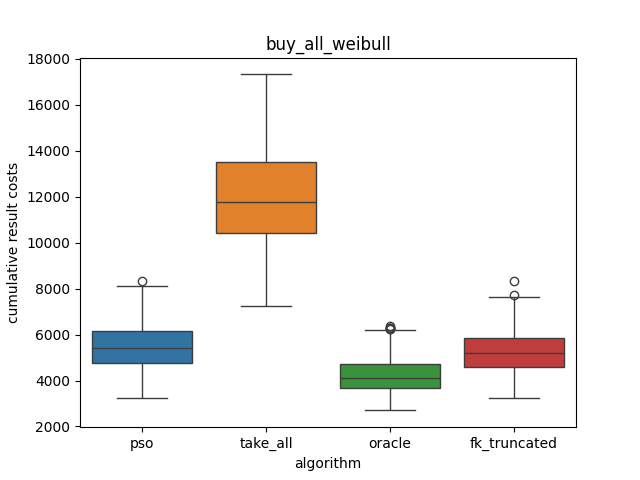 buy_all_weibull
cumulative result costs
18000
16000
14000
12000
10000
8000
6000
4000
2000
pso
take_all
oracle
fk_truncated
algorithm